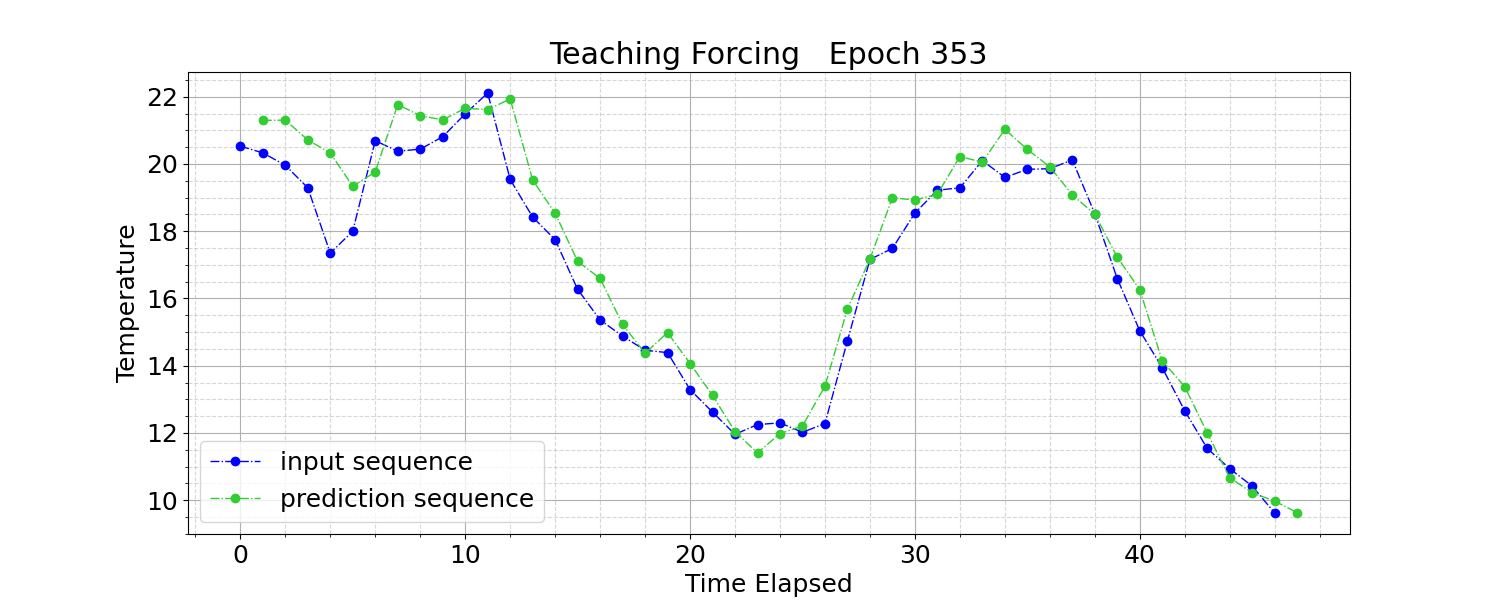 Teaching Forcing   Epoch 353
22
20
18
16
14
12
10
Temperature
input sequence
prediction sequence
0 10 20 30 40
Time Elapsed